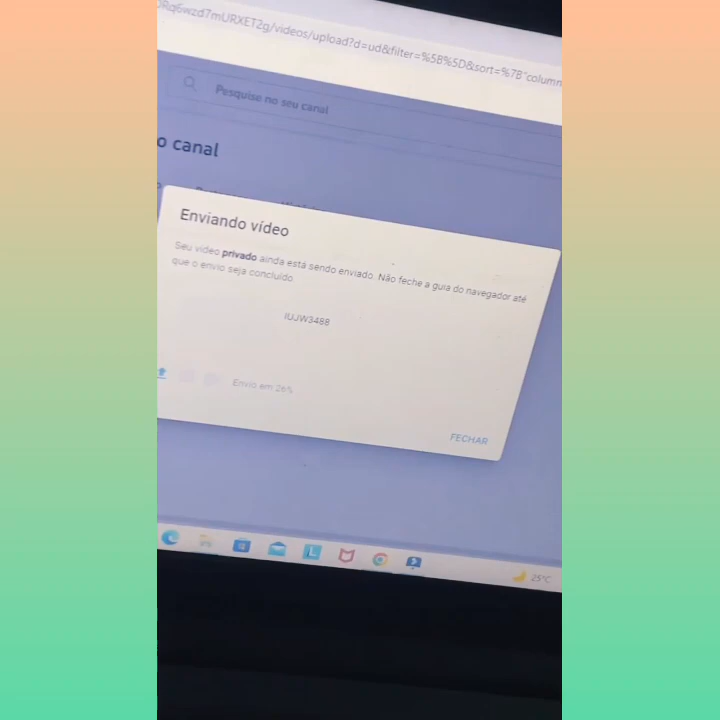 Rq6wzd7mURXET2g/videos/upload?d=ud&filter=%5B%5D&sort=%7B"column
Pesquise no seu canal
o canal
Enviando vídeo
Seu vídeo privado ainda está sendo enviado. Não feche a guia do navegador até
que o envio seja concluído
IUJW3488
Envio em 26%
FECHAR
25°C